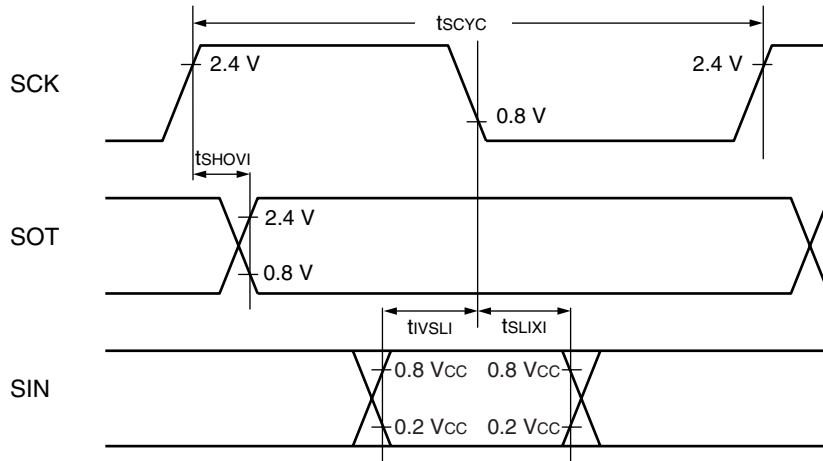 tSCYC
SCK
2.4 V
2.4 V
0.8 V
tSHOVI
SOT
2.4 V
0.8 V
tIVSLI
tSLIXI
SIN
0.8 VCC
0.8 VCC
0.2 VCC
0.2 VCC